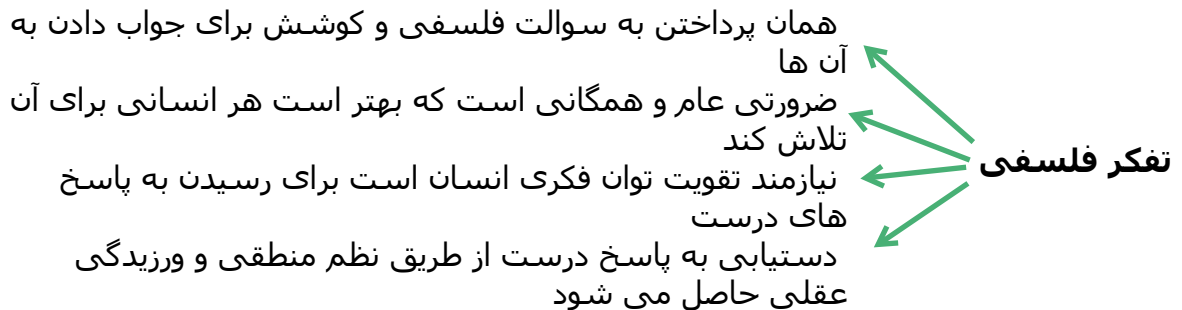 تفکر فلسفی
همان پرداختن به سوالت فلسفی و کوشش برای جواب دادن به
آن ها
ضرورتی عام و همگانی است که بهتر است هر انسانی برای آن
تلاش کند
نیازمند تقویت توان فکری انسان است برای رسیدن به پاسخ
های درست
دستیابی به پاسخ درست از طریق نظم منطقی و ورزیدگی
عقلی حاصل می شود